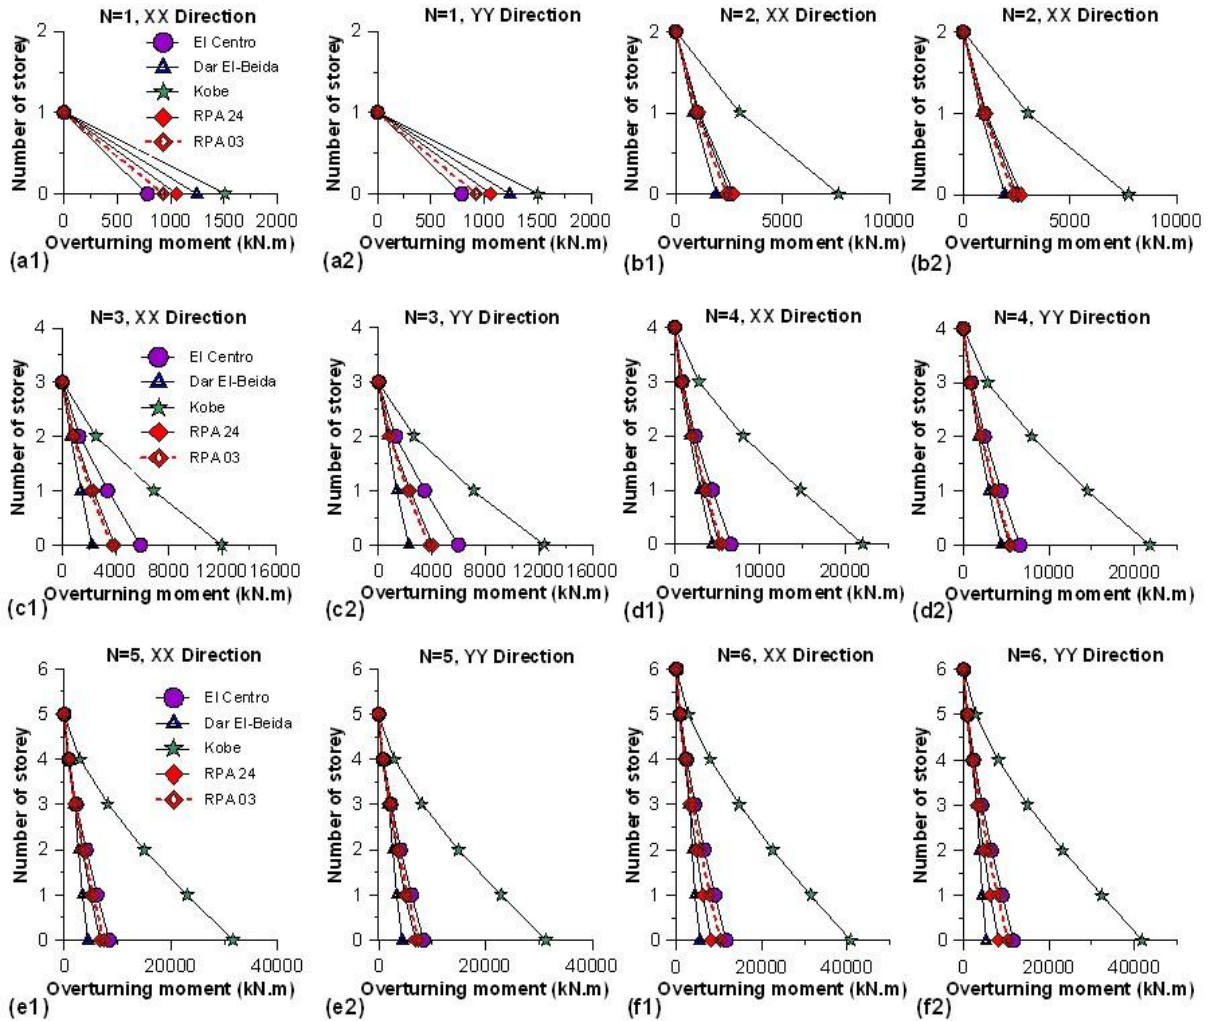 N=1, XX Direction
Number of storey
2
1
0
El Centro
Dar El-Beida
Kobe
RPA 24
RPA 03
0 500 1000 1500 2000
Overturning moment (kN.m)
(a1)
N=1, YY Direction
Number of storey
2
1
0
0 500 1000 1500 2000
Overturning moment (kN.m)
(a2)
N=2, XX Direction
Number of storey
2
1
0
0 5000 10000
Overturning moment (kN.m)
(b1)
N=2, XX Direction
Number of storey
2
1
0
0 5000 10000
Overturning moment (kN.m)
(b2)
N=3, XX Direction
Number of storey
4
3
2
1
0
El Centro
Dar El-Beida
Kobe
RPA 24
RPA 03
0 4000 8000 12000 16000
Overturning moment (kN.m)
(c1)
N=3, YY Direction
Number of storey
4
3
2
1
0
0 4000 8000 12000 16000
Overturning moment (kN.m)
(c2)
N=4, XX Direction
Number of storey
4
3
2
1
0
0 10000 20000
Overturning moment (kN.m)
(d1)
N=4, YY Direction
Number of storey
4
3
2
1
0
0 10000 20000
Overturning moment (kN.m)
(d2)
N=5, XX Direction
Number of storey
6
5
4
3
2
1
0
El Centro
Dar El-Beida
Kobe
RPA 24
RPA 03
0 20000 40000
Overturning moment (kN.m)
(e1)
N=5, YY Direction
Number of storey
6
5
4
3
2
1
0
0 20000 40000
Overturning moment (kN.m)
(e2)
N=6, XX Direction
Number of storey
6
5
4
3
2
1
0
0 20000 40000
Overturning moment (kN.m)
(f1)
N=6, YY Direction
Number of storey
6
5
4
3
2
1
0
0 20000 40000
Overturning moment (kN.m)
(f2)